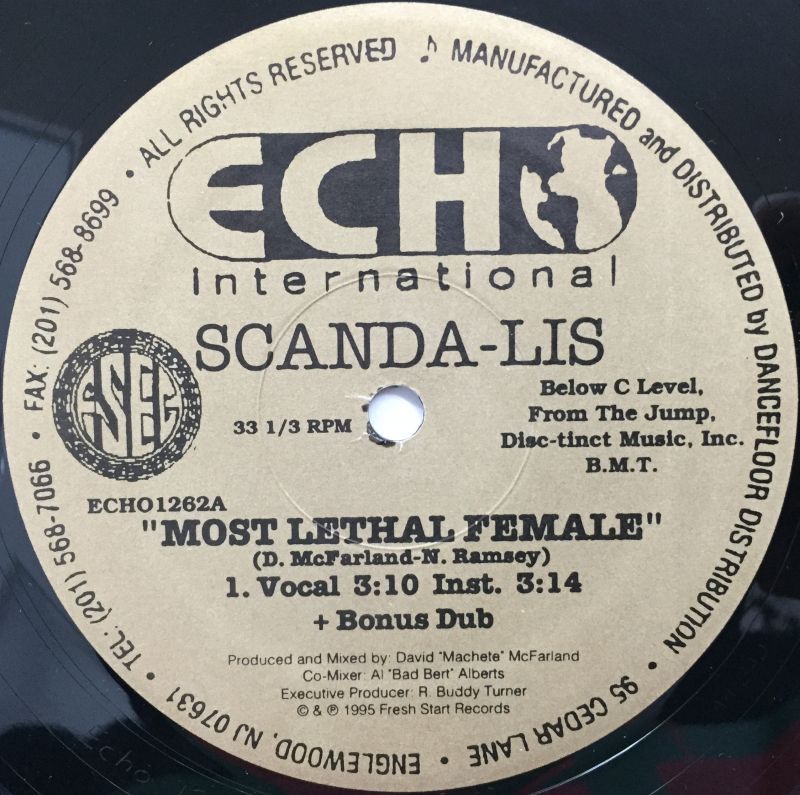 ALL RIGHTS RESERVED ♪ MANUFACTURED and DISTRIBUTED by DANCEFLOOR DISTRIBUTION • 95 CEDAR LANE • ENGLEWOOD, NJ 07631 • TEL: (201) 568-7066 • FAX: (201) 568-8699 •
ECHO
International
SCANDA-LIS
33 1/3 RPM
Below C Level,
From The Jump,
Disc-tinct Music, Inc.
B.M.T.
ECHO1262A
"MOST LETHAL FEMALE"
(D. McFarland-N. Ramsey)
1. Vocal 3:10 Inst. 3:14
+ Bonus Dub
Produced and Mixed by: David "Machete" McFarland
Co-Mixer: Al "Bad Bert" Alberts
Executive Producer: R. Buddy Turner
© & ℗ 1995 Fresh Start Records
Echo